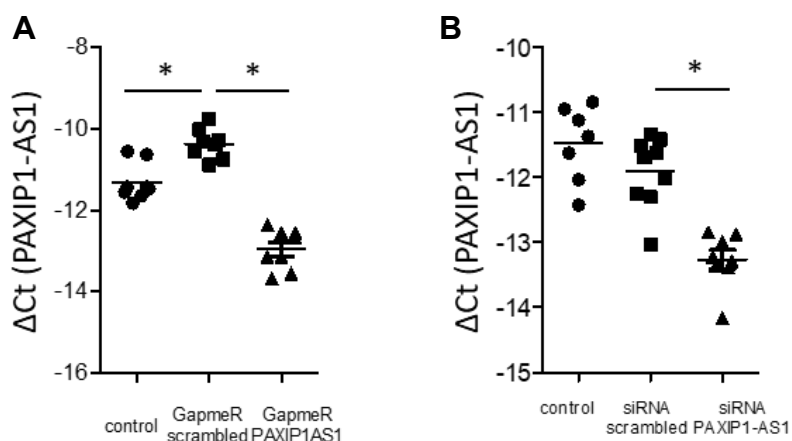 A
ΔCt (PAXIP1-AS1)
-8
-10
-12
-14
-16
*
*
control
GapmeR
scrambled
GapmeR
PAXIP1AS1
B
ΔCt (PAXIP1-AS1)
-10
-11
-12
-13
-14
-15
*
control
siRNA
scrambled
siRNA
PAXIP1-AS1